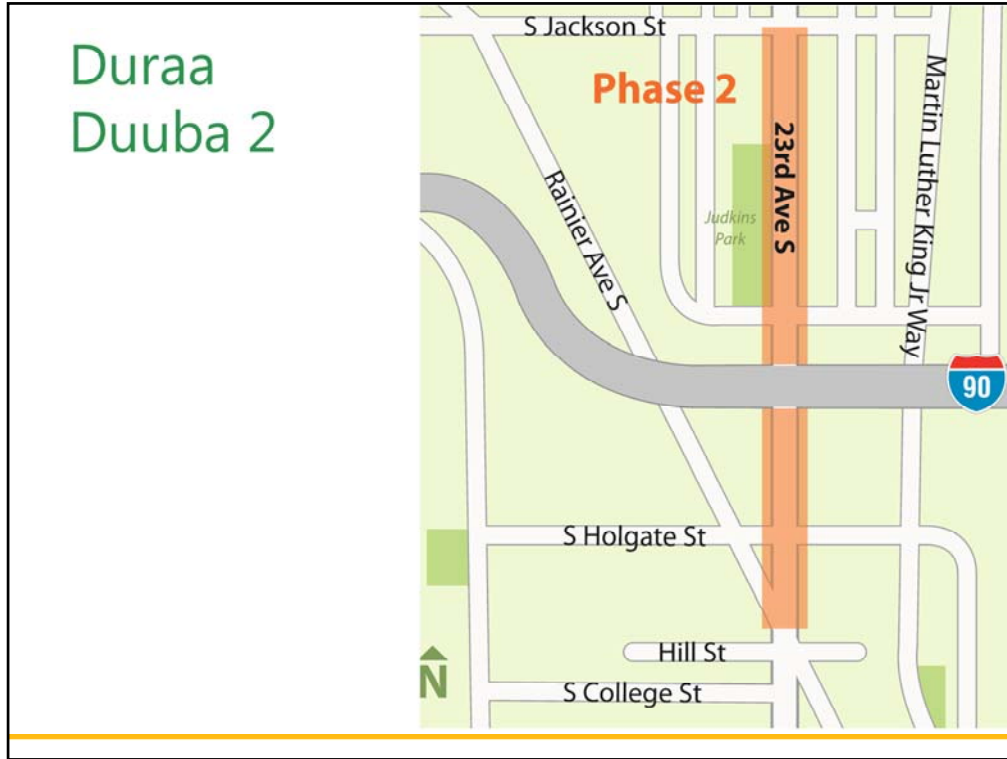 Duraa
Duuba 2
S Jackson St
Phase 2
23rd Ave S
Martin Luther King Jr Way
Rainier Ave S
Judkins
Park
90
S Holgate St
Hill St
N
S College St